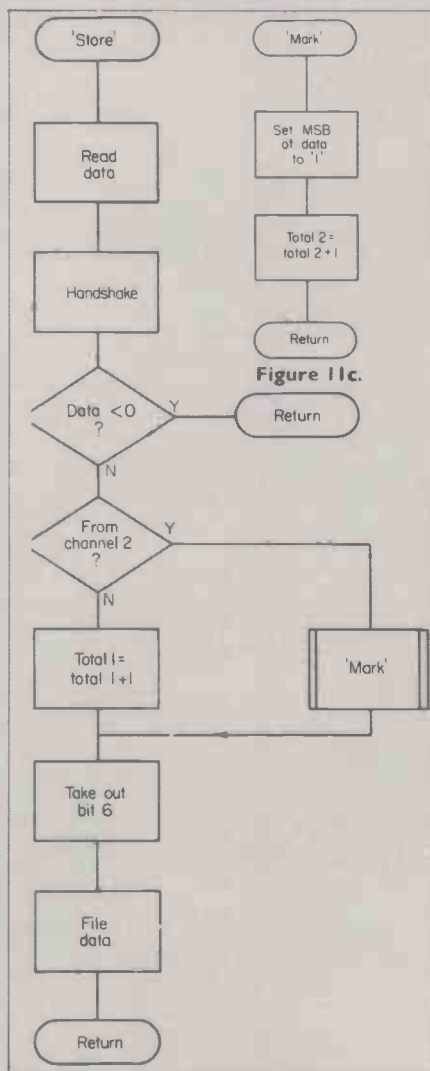 'Store'
Read
data
Handshake
Data <0
?
Y
Return
N
From
channel 2
?
Y
N
Total 1=
total 1+1
'Mark'
Take out
bit 6
File
data
Return
'Mark'
Set MSB
of data
to '1'
Total 2=
total 2+1
Return
Figure 11c.